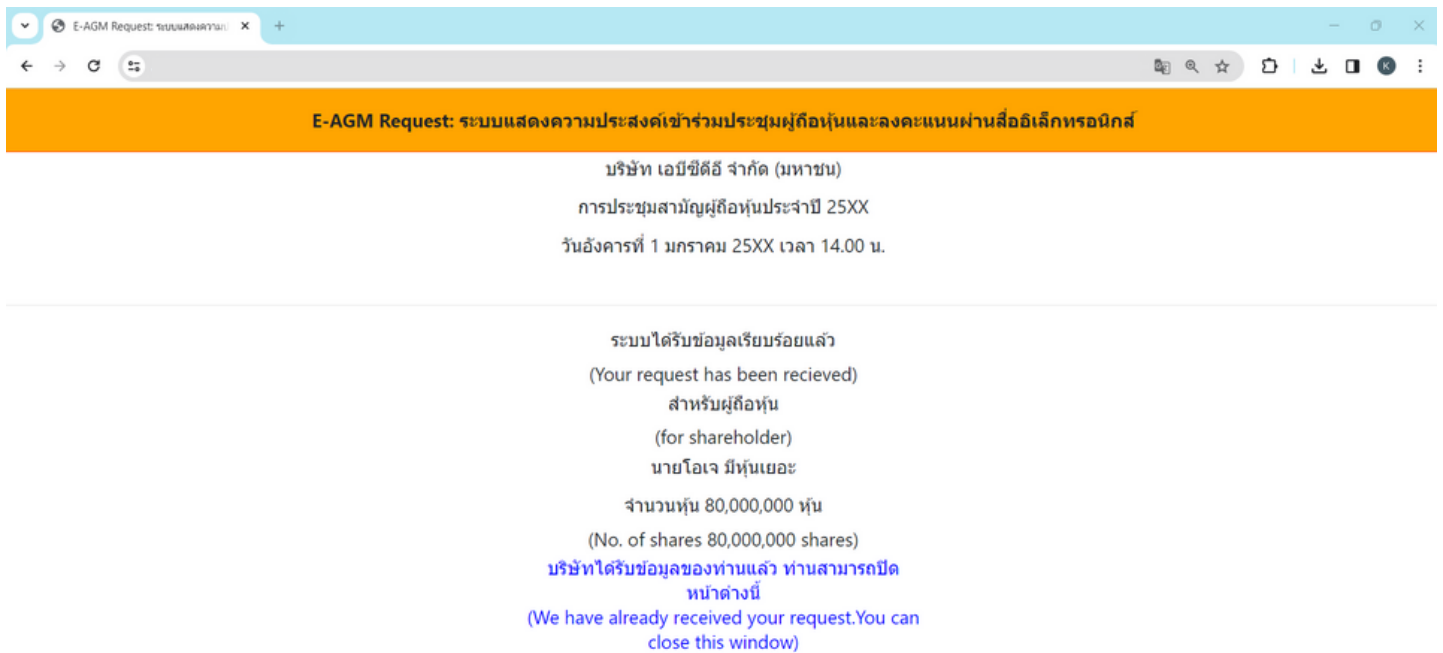 E-AGM Request: ระบบแสดงความป
E-AGM Request: ระบบแสดงความประสงค์เข้าร่วมประชุมผู้ถือหุ้นและลงคะแนนผ่านสื่ออิเล็กทรอนิกส์
บริษัท เอบีซีดีอี จำกัด (มหาชน)
การประชุมสามัญผู้ถือหุ้นประจำปี 25XX
วันอังคารที่ 1 มกราคม 25XX เวลา 14.00 น.
ระบบได้รับข้อมูลเรียบร้อยแล้ว
(Your request has been recieved)
สำหรับผู้ถือหุ้น
(for shareholder)
นายโอเจ มีหุ้นเยอะ
จำนวนหุ้น 80,000,000 หุ้น
(No. of shares 80,000,000 shares)
บริษัทได้รับข้อมูลของท่านแล้ว ท่านสามารถปิด
หน้าต่างนี้
(We have already received your request.You can
close this window)